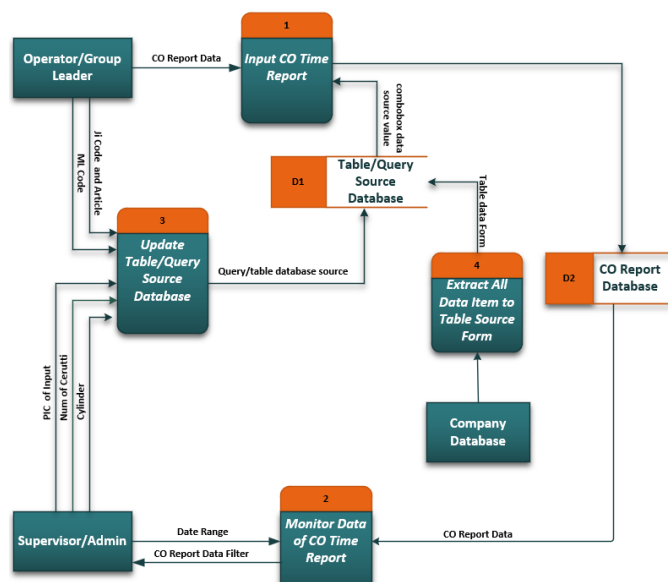 1
Operator/Group
Leader
CO Report Data
Input CO Time
Report
combobox data
source value
Ji Code and Article
ML Code
D1
Table/Query
Source
Database
Table data Form
3
Update
Table/Query
Source
Database
Query/table database source
4
Extract All
Data Item to
Table Source
Form
D2
CO Report
Database
PIC of Input
Num of Cerutti
Cylinder
Company
Database
2
Supervisor/Admin
Date Range
CO Report Data Filter
Monitor Data
of CO Time
Report
CO Report Data